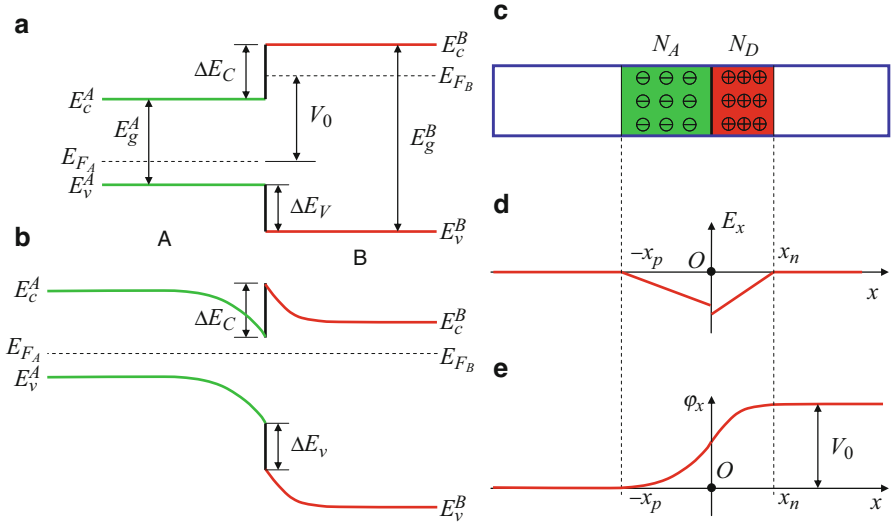 a
E_c^B
ΔE_C
E_{F_B}
E_c^A
E_g^A
V_0
E_g^B
E_{F_A}
E_v^A
ΔE_V
E_v^B
A
B
b
E_c^A
ΔE_C
E_c^B
E_{F_A}
E_{F_B}
E_v^A
ΔE_v
E_v^B
c
N_A N_D
⊖ ⊖ ⊖ ⊕⊕⊕
⊖ ⊖ ⊖ ⊕⊕⊕
⊖ ⊖ ⊖ ⊕⊕⊕
d
E_x
−x_p O x_n
x
e
φ_x
V_0
O
−x_p x_n x